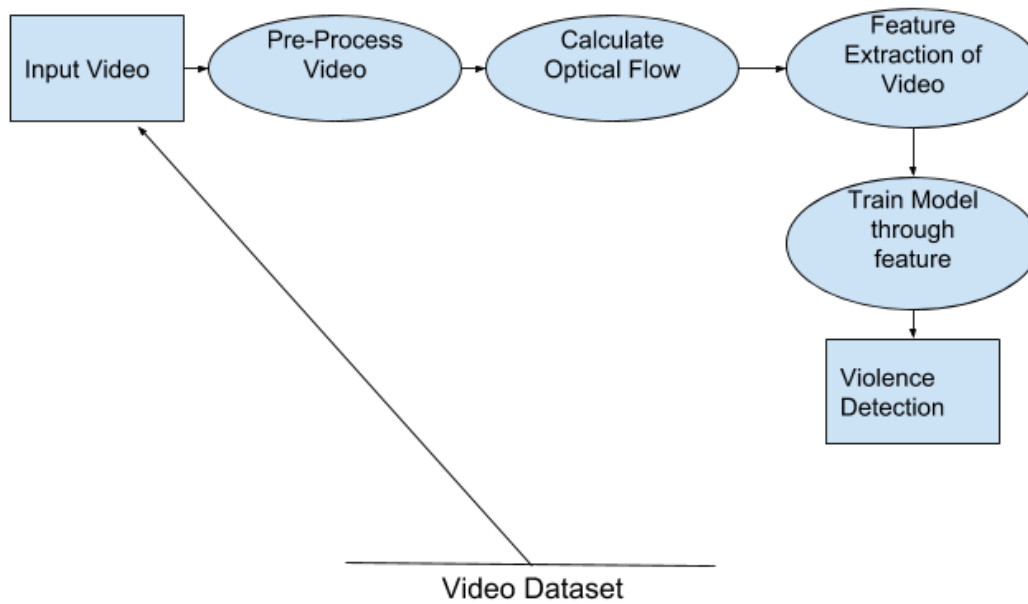 Input Video
Pre-Process
Video
Calculate
Optical Flow
Feature
Extraction of
Video
Train Model
through
feature
Violence
Detection
Video Dataset